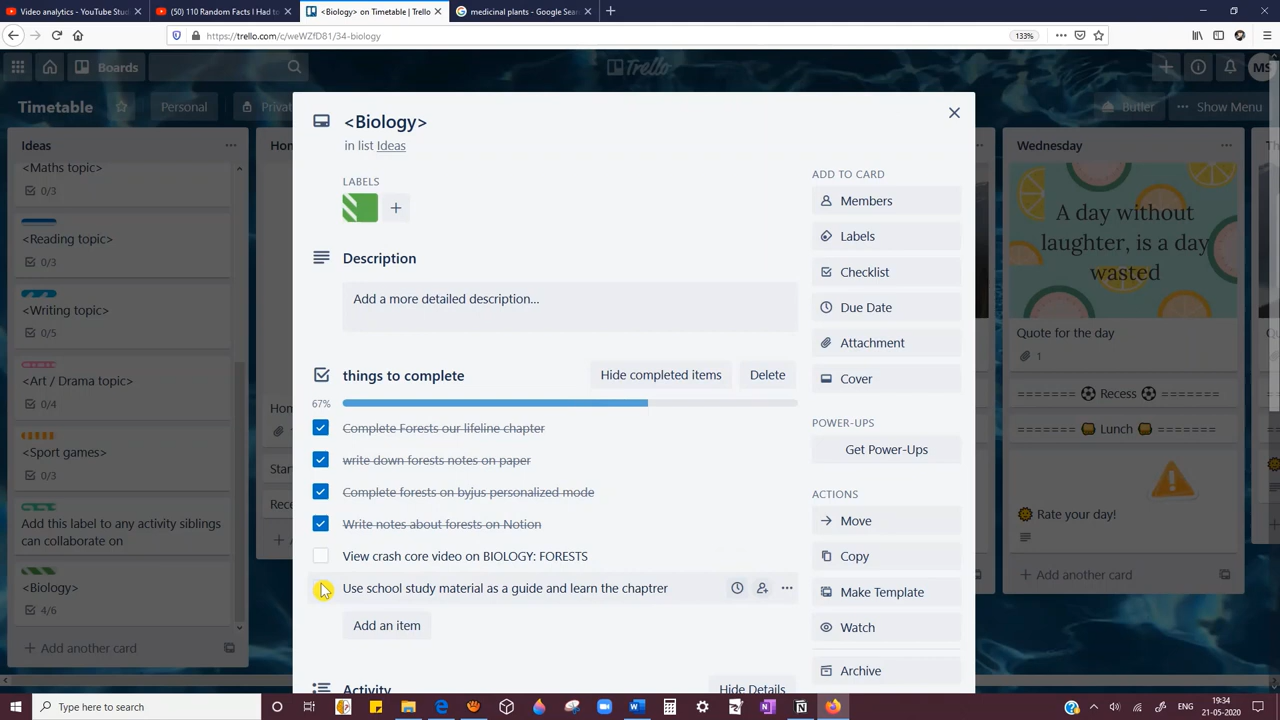 Video analytics - YouTube Stud
(50) 110 Random Facts I Had to
<Biology> on Timetable | Trello
medicinal plants - Google Sear
https://trello.com/c/weWZfD81/34-biology
133%
Boards
Trello
MS
Timetable
Personal
Butler
Show Menu
Ideas
<Maths topic>
0/3
<Reading topic>
0/3
<Writing topic>
0/5
<Art / Drama topic>
0/4
<Sport games>
0/3
Add this label to any activity siblings
can collaborate on
<Biology>
4/6
Add another card
<Biology>
in list Ideas
LABELS
Description
Add a more detailed description...
things to complete
Hide completed items
Delete
67%
Complete Forests our lifeline chapter
write down forests notes on paper
Complete forests on byjus personalized mode
Write notes about forests on Notion
View crash core video on BIOLOGY: FORESTS
Use school study material as a guide and learn the chaptrer
Add an item
Activity
Hide Details
ADD TO CARD
Members
Labels
Checklist
Due Date
Attachment
Cover
POWER-UPS
Get Power-Ups
ACTIONS
Move
Copy
Make Template
Watch
Archive
Wednesday
A day without
laughter, is a day
wasted
Quote for the day
1
======= Recess =======
======= Lunch =======
Rate your day!
Add another card
Type here to search
ENG
19:34
21-05-2020